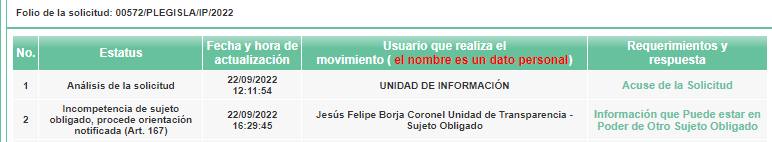 Folio de la solicitud: 00572/PLEGISLA/IP/2022
No. Estatus Fecha y hora de actualización Usuario que realiza el movimiento ( el nombre es un dato personal) Requerimientos y respuesta
1 Análisis de la solicitud 22/09/2022 12:11:54 UNIDAD DE INFORMACIÓN Acuse de la Solicitud
2 Incompetencia de sujeto obligado, procede orientación notificada (Art. 167) 22/09/2022 16:29:45 Jesús Felipe Borja Coronel Unidad de Transparencia - Sujeto Obligado Información que Puede estar en Poder de Otro Sujeto Obligado